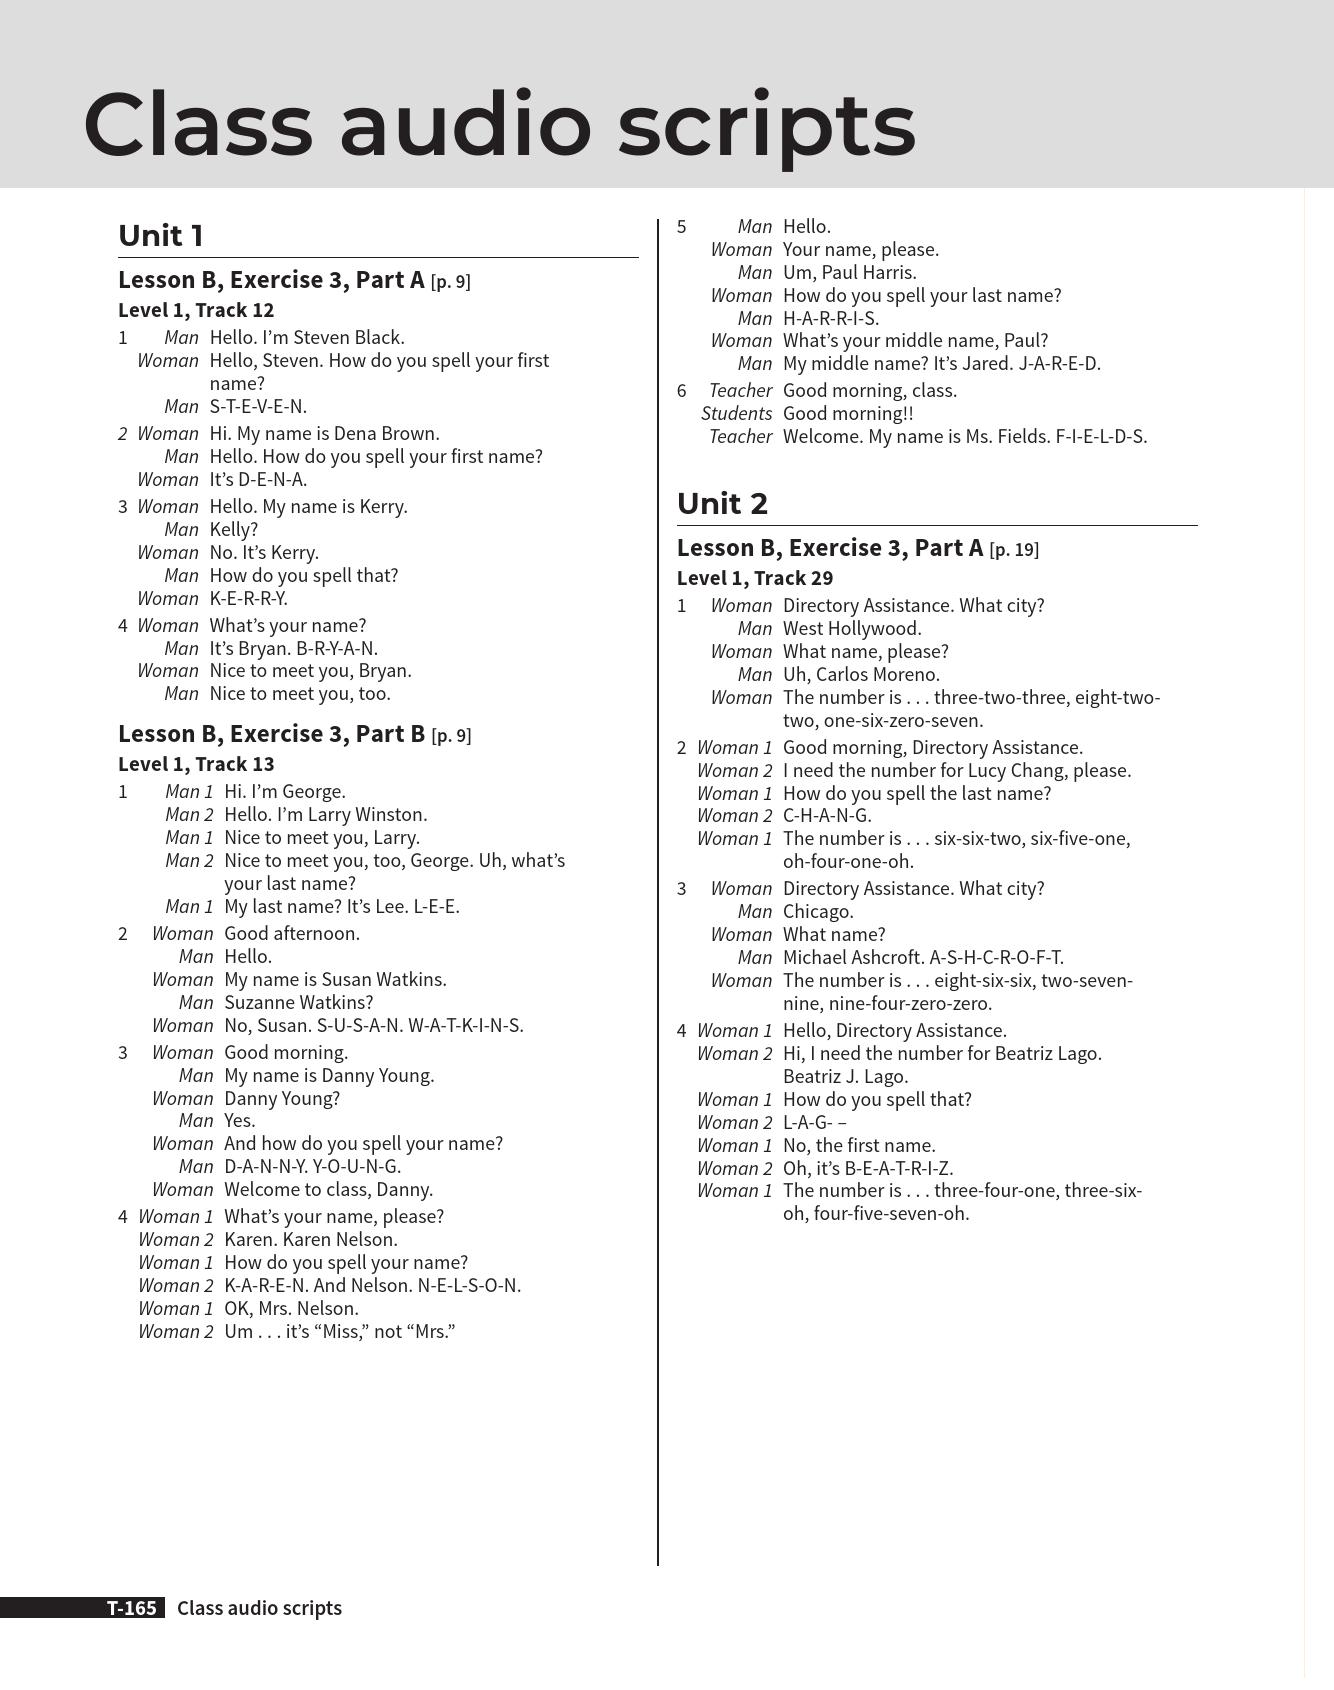 Class audio scripts
Unit 1
Lesson B, Exercise 3, Part A [p. 9]
Level 1, Track 12
1 Man Hello. I’m Steven Black.
Woman Hello, Steven. How do you spell your first
name?
Man S-T-E-V-E-N.
2 Woman Hi. My name is Dena Brown.
Man Hello. How do you spell your first name?
Woman It’s D-E-N-A.
3 Woman Hello. My name is Kerry.
Man Kelly?
Woman No. It’s Kerry.
Man How do you spell that?
Woman K-E-R-R-Y.
4 Woman What’s your name?
Man It’s Bryan. B-R-Y-A-N.
Woman Nice to meet you, Bryan.
Man Nice to meet you, too.
Lesson B, Exercise 3, Part B [p. 9]
Level 1, Track 13
1 Man 1 Hi. I’m George.
Man 2 Hello. I’m Larry Winston.
Man 1 Nice to meet you, Larry.
Man 2 Nice to meet you, too, George. Uh, what’s
your last name?
Man 1 My last name? It’s Lee. L-E-E.
2 Woman Good afternoon.
Man Hello.
Woman My name is Susan Watkins.
Man Suzanne Watkins?
Woman No, Susan. S-U-S-A-N. W-A-T-K-I-N-S.
3 Woman Good morning.
Man My name is Danny Young.
Woman Danny Young?
Man Yes.
Woman And how do you spell your name?
Man D-A-N-N-Y. Y-O-U-N-G.
Woman Welcome to class, Danny.
4 Woman 1 What’s your name, please?
Woman 2 Karen. Karen Nelson.
Woman 1 How do you spell your name?
Woman 2 K-A-R-E-N. And Nelson. N-E-L-S-O-N.
Woman 1 OK, Mrs. Nelson.
Woman 2 Um . . . it’s “Miss,” not “Mrs.”
5 Man Hello.
Woman Your name, please.
Man Um, Paul Harris.
Woman How do you spell your last name?
Man H-A-R-R-I-S.
Woman What’s your middle name, Paul?
Man My middle name? It’s Jared. J-A-R-E-D.
6 Teacher Good morning, class.
Students Good morning!!
Teacher Welcome. My name is Ms. Fields. F-I-E-L-D-S.
Unit 2
Lesson B, Exercise 3, Part A [p. 19]
Level 1, Track 29
1 Woman Directory Assistance. What city?
Man West Hollywood.
Woman What name, please?
Man Uh, Carlos Moreno.
Woman The number is . . . three-two-three, eight-two-
two, one-six-zero-seven.
2 Woman 1 Good morning, Directory Assistance.
Woman 2 I need the number for Lucy Chang, please.
Woman 1 How do you spell the last name?
Woman 2 C-H-A-N-G.
Woman 1 The number is . . . six-six-two, six-five-one,
oh-four-one-oh.
3 Woman Directory Assistance. What city?
Man Chicago.
Woman What name?
Man Michael Ashcroft. A-S-H-C-R-O-F-T.
Woman The number is . . . eight-six-six, two-seven-
nine, nine-four-zero-zero.
4 Woman 1 Hello, Directory Assistance.
Woman 2 Hi, I need the number for Beatriz Lago.
Beatriz J. Lago.
Woman 1 How do you spell that?
Woman 2 L-A-G- –
Woman 1 No, the first name.
Woman 2 Oh, it’s B-E-A-T-R-I-Z.
Woman 1 The number is . . . three-four-one, three-six-
oh, four-five-seven-oh.
T-165 Class audio scripts